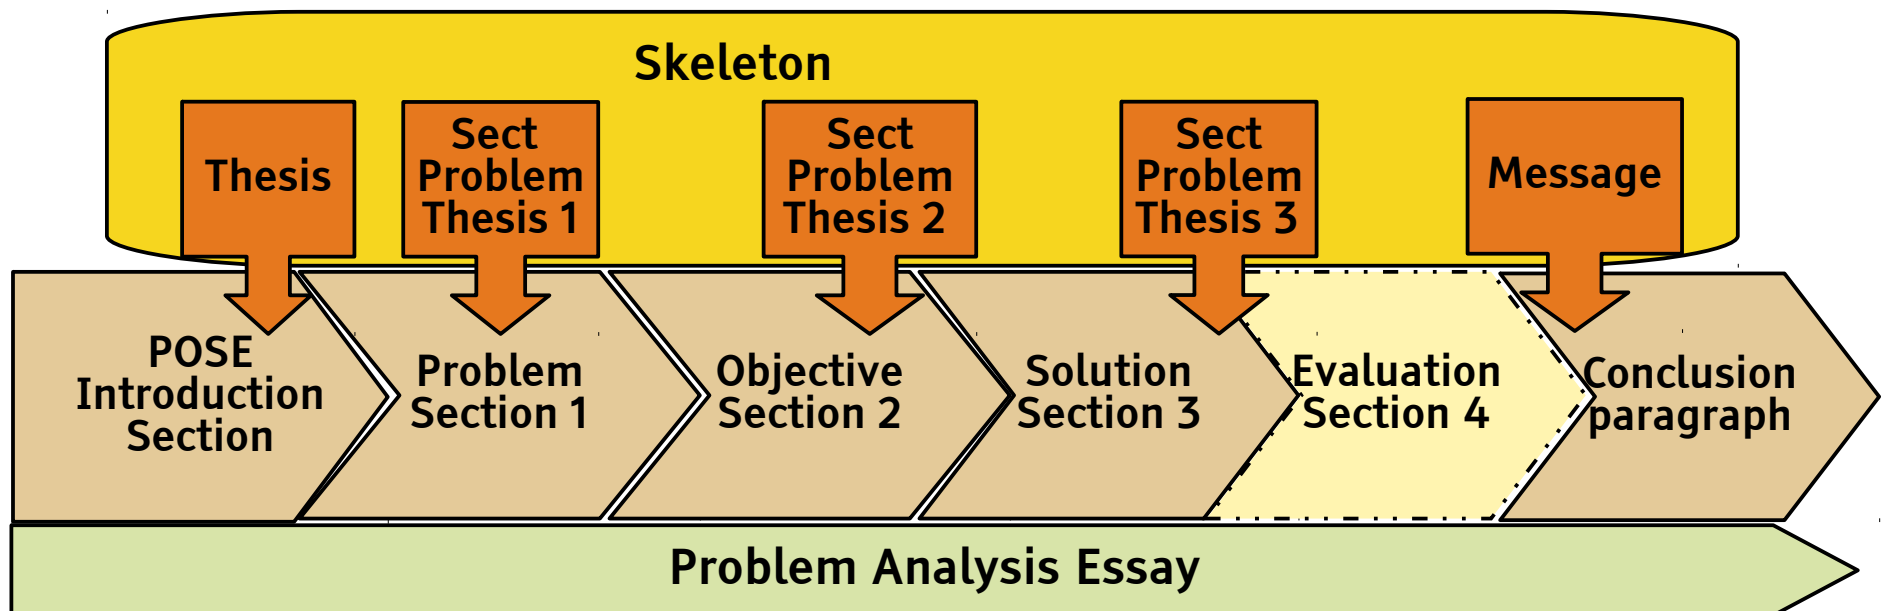 Skeleton
Thesis
Sect
Problem
Thesis 1
Sect
Problem
Thesis 2
Sect
Problem
Thesis 3
Message
POSE
Introduction
Section
Problem
Section 1
Objective
Section 2
Solution
Section 3
Evaluation
Section 4
Conclusion
paragraph
Problem Analysis Essay